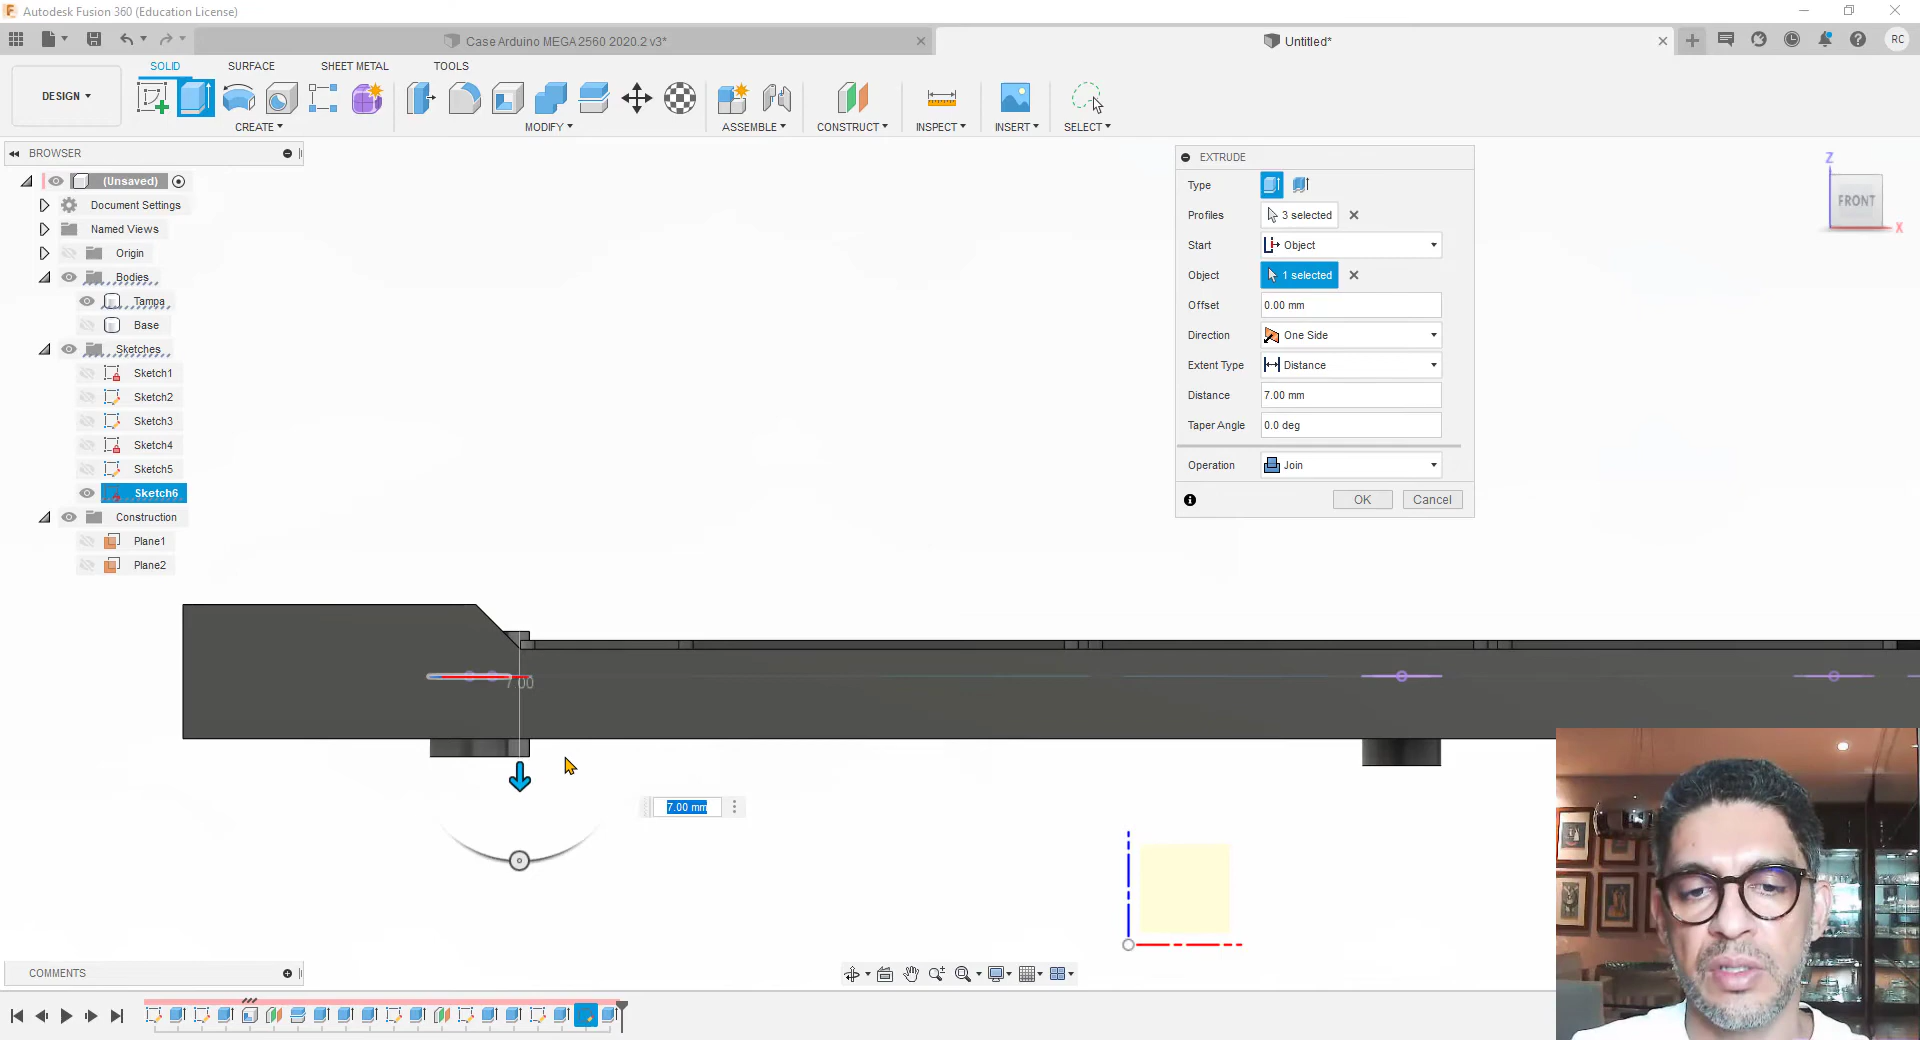 Autodesk Fusion 360 (Education License)
Case Arduino MEGA 2560 2020.2 v3*
Untitled*
RC
DESIGN
SOLID
SURFACE
SHEET METAL
TOOLS
CREATE
MODIFY
ASSEMBLE
CONSTRUCT
INSPECT
INSERT
SELECT
BROWSER
(Unsaved)
Document Settings
Named Views
Origin
Bodies
Tampa
Base
Sketches
Sketch1
Sketch2
Sketch3
Sketch4
Sketch5
Sketch6
Construction
Plane1
Plane2
EXTRUDE
Type
Profiles 3 selected
Start Object
Object 1 selected
Offset 0.00 mm
Direction One Side
Extent Type Distance
Distance 7.00 mm
Taper Angle 0.0 deg
Operation Join
OK Cancel
Z
FRONT
X
7.00
7.00 mm
COMMENTS